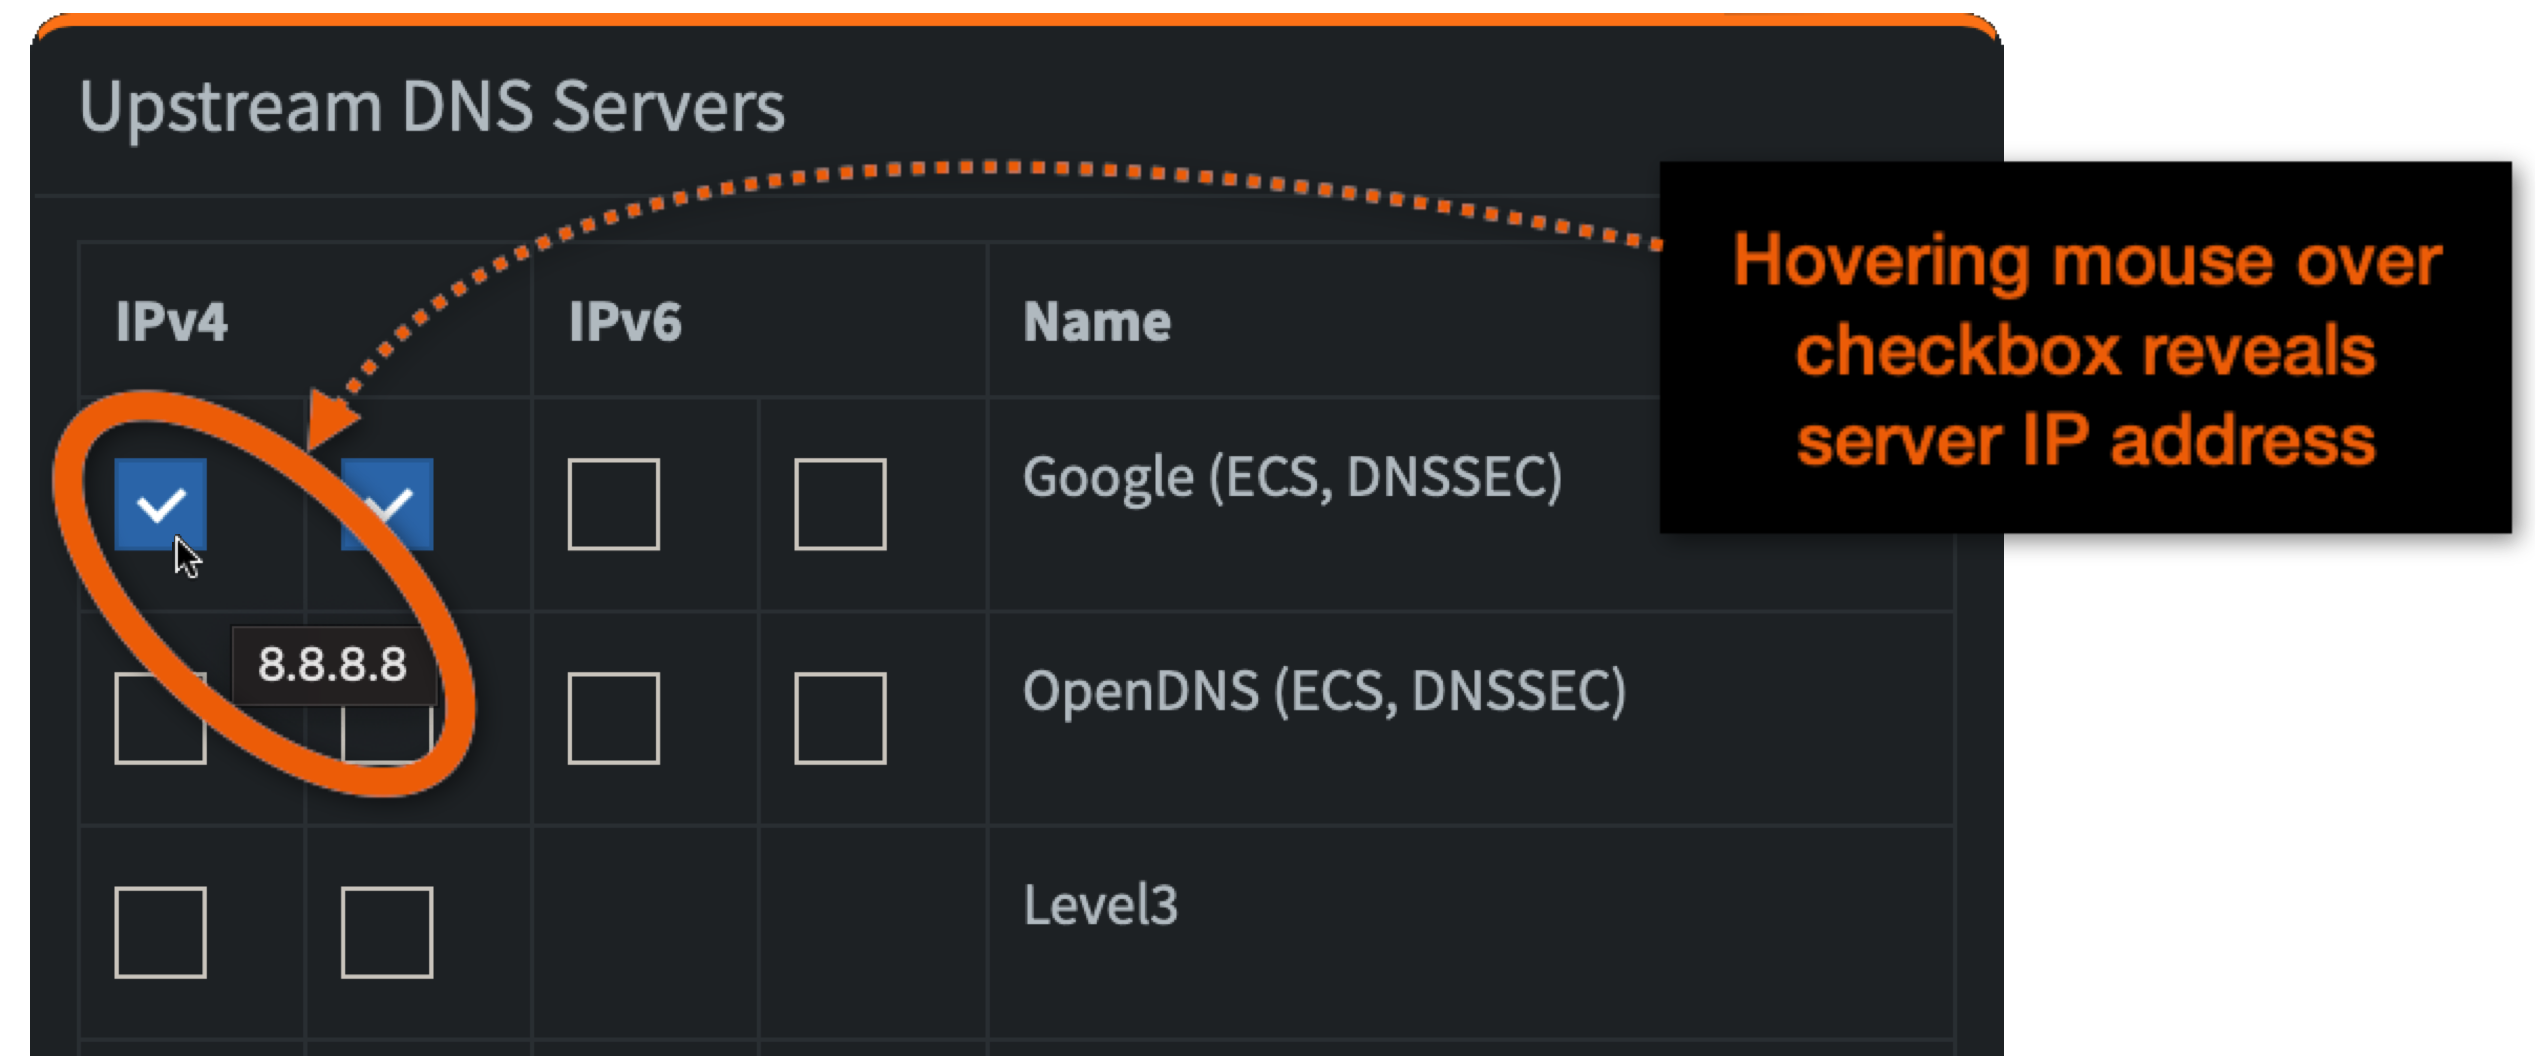 Upstream DNS Servers
Hovering mouse over
checkbox reveals
server IP address
IPv4 IPv6 Name
Google (ECS, DNSSEC)
8.8.8.8
OpenDNS (ECS, DNSSEC)
Level3